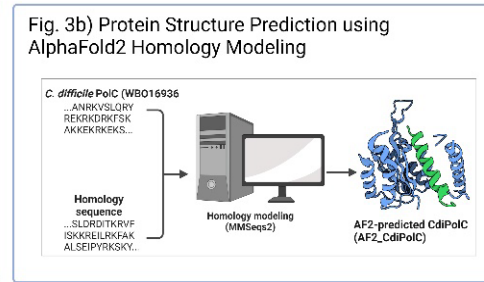 Fig. 3b) Protein Structure Prediction using
AlphaFold2 Homology Modeling
C. difficile PolC (WBO16936
...ANRKVSLQRY
REKRKDRKFSK
AKKEKRKEKS...
Homology
sequence
...SLDRDITKRVF
ISKKREILRKFAK
ALSEIPYRKSKY...
Homology modeling
(MMSeqs2)
AF2-predicted CdiPolC
(AF2_CdiPolC)